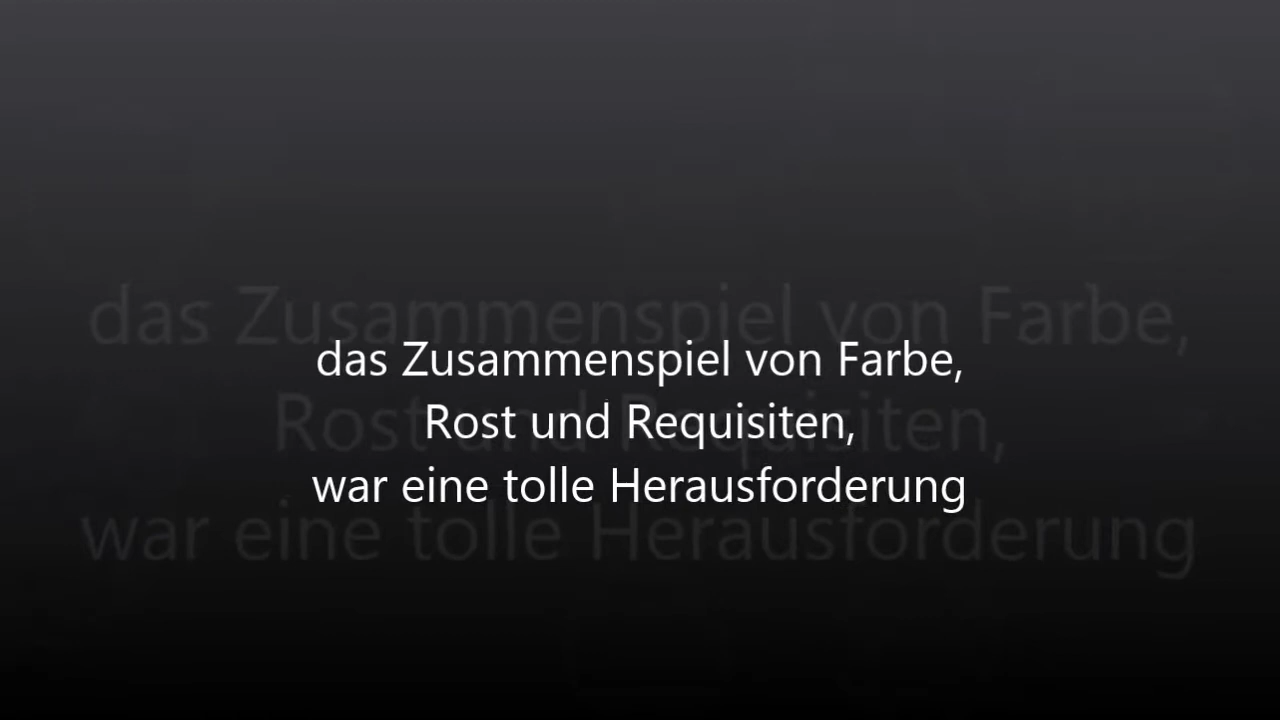 das Zusammenspiel von Farbe,
Rost und Requisiten,
war eine tolle Herausforderung